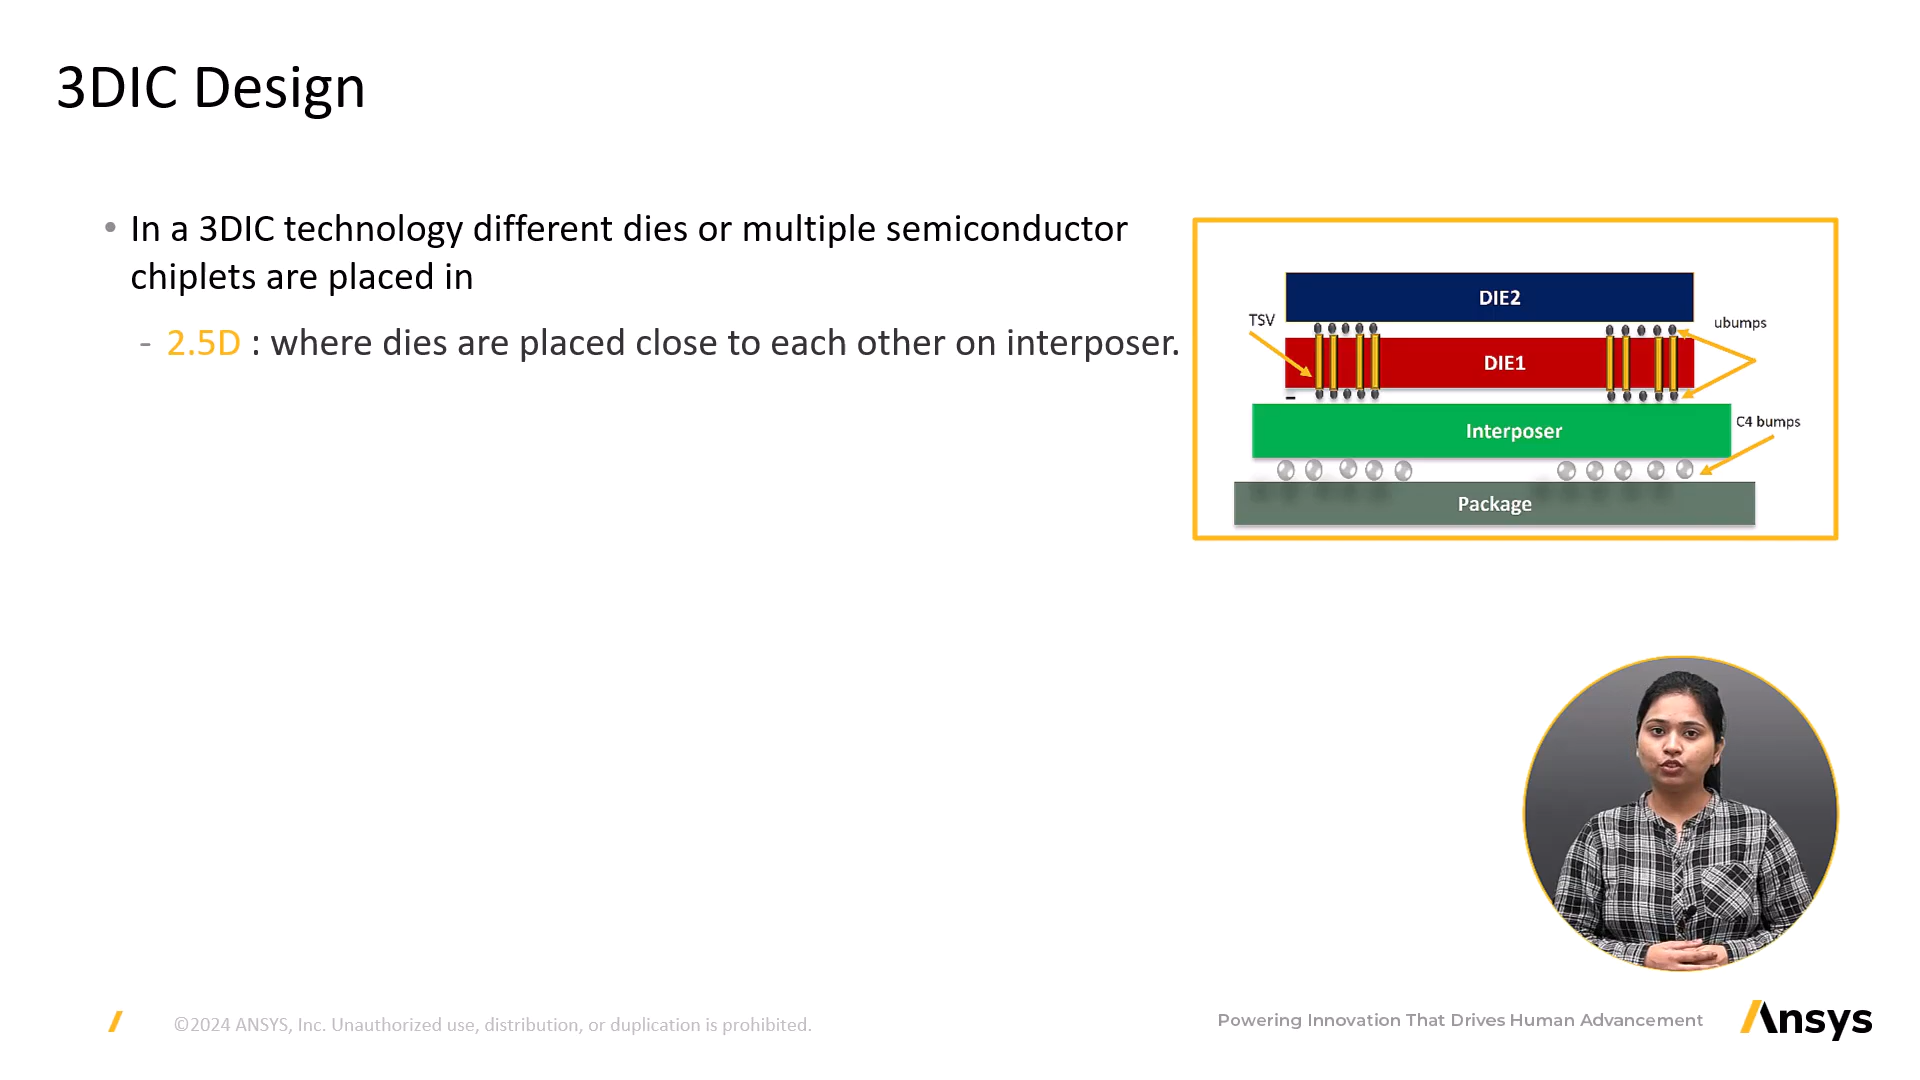 3DIC Design
• In a 3DIC technology different dies or multiple semiconductor
chiplets are placed in
- 2.5D : where dies are placed close to each other on interposer.
DIE2
TSV
ubumps
DIE1
Interposer
C4 bumps
Package
©2024 ANSYS, Inc. Unauthorized use, distribution, or duplication is prohibited.
Powering Innovation That Drives Human Advancement
Ansys